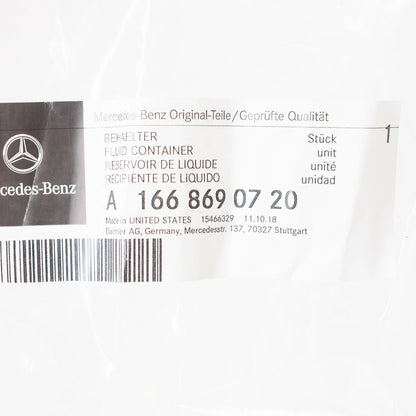 Mercedes-Benz Original-Teile/Geprüfte Qualität
BEHAELTER Stück 1
FLUID CONTAINER unit
RESERVOIR DE LIQUIDE unité
RECIPIENTE DE LIQUIDO unidad
cedes-Benz
A 166 869 07 20
Made in UNITED STATES 15466329 11.10.18
Daimler AG, Germany, Mercedesstr. 137, 70327 Stuttgart